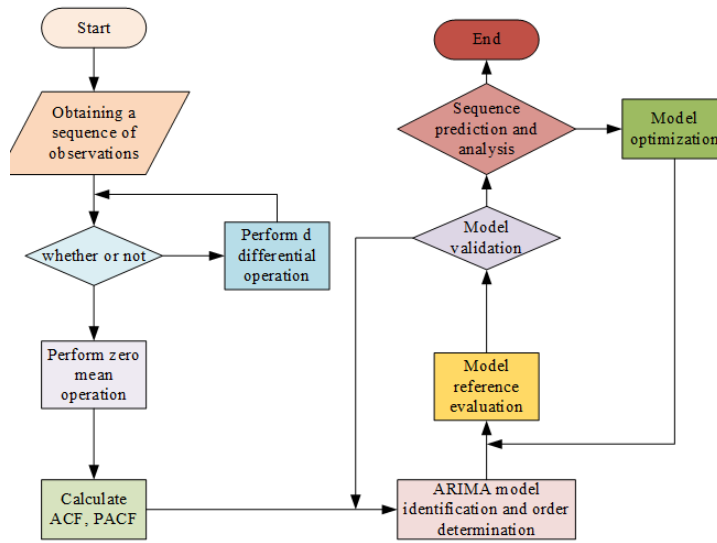 Start
Obtaining a
sequence of
observations
whether or not
Perform d
differential
operation
Perform zero
mean
operation
Calculate
ACF, PACF
ARIMA model
identification and order
determination
Model
reference
evaluation
Model
validation
Sequence
prediction and
analysis
Model
optimization
End